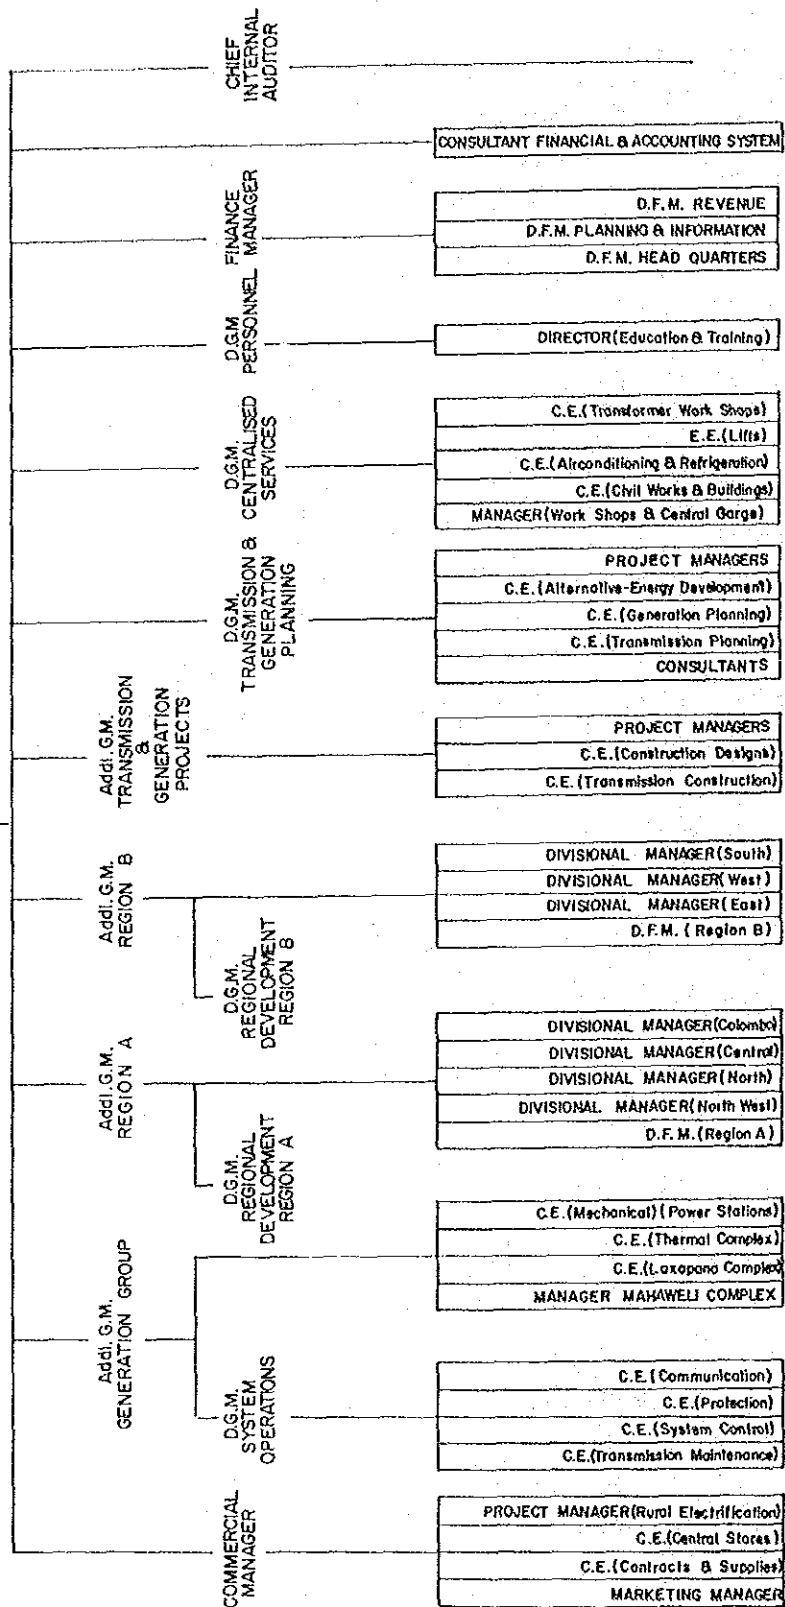 CHIEF
INTERNAL
AUDITOR
CONSULTANT FINANCIAL & ACCOUNTING SYSTEM
FINANCE
MANAGER
D.F.M. REVENUE
D.F.M. PLANNING & INFORMATION
D.F.M. HEAD QUARTERS
D.G.M.
PERSONNEL
DIRECTOR(Education & Training)
D.G.M.
CENTRALISED
SERVICES
C.E.(Transformer Work Shops)
E.E.(Lifts)
C.E.(Airconditioning & Refrigeration)
C.E.(Civil Works & Buildings)
MANAGER(Work Shops & Central Garge)
D.G.M.
TRANSMISSION &
GENERATION
PLANNING
PROJECT MANAGERS
C.E.(Alternative-Energy Development)
C.E.(Generation Planning)
C.E.(Transmission Planning)
CONSULTANTS
Addl. G.M.
TRANSMISSION
&
GENERATION
PROJECTS
PROJECT MANAGERS
C.E.(Construction Designs)
C.E.(Transmission Construction)
Addl. G.M.
REGION B
DIVISIONAL MANAGER(South)
DIVISIONAL MANAGER(West)
DIVISIONAL MANAGER(East)
D.F.M. (Region B)
D.G.M.
REGIONAL
DEVELOPMENT
REGION B
Addl. G.M.
REGION A
DIVISIONAL MANAGER(Colombo)
DIVISIONAL MANAGER(Central)
DIVISIONAL MANAGER(North)
DIVISIONAL MANAGER(North West)
D.F.M.(Region A)
D.G.M.
REGIONAL
DEVELOPMENT
REGION A
Addl. G.M.
GENERATION GROUP
C.E.(Mechanical)(Power Stations)
C.E.(Thermal Complex)
C.E.(Laxapana Complex)
MANAGER MAHAWELI COMPLEX
D.G.M.
SYSTEM
OPERATIONS
C.E.(Communication)
C.E.(Protection)
C.E.(System Control)
C.E.(Transmission Maintenance)
COMMERCIAL
MANAGER
PROJECT MANAGER(Rural Electrification)
C.E.(Central Stores)
C.E.(Contracts & Supplies)
MARKETING MANAGER